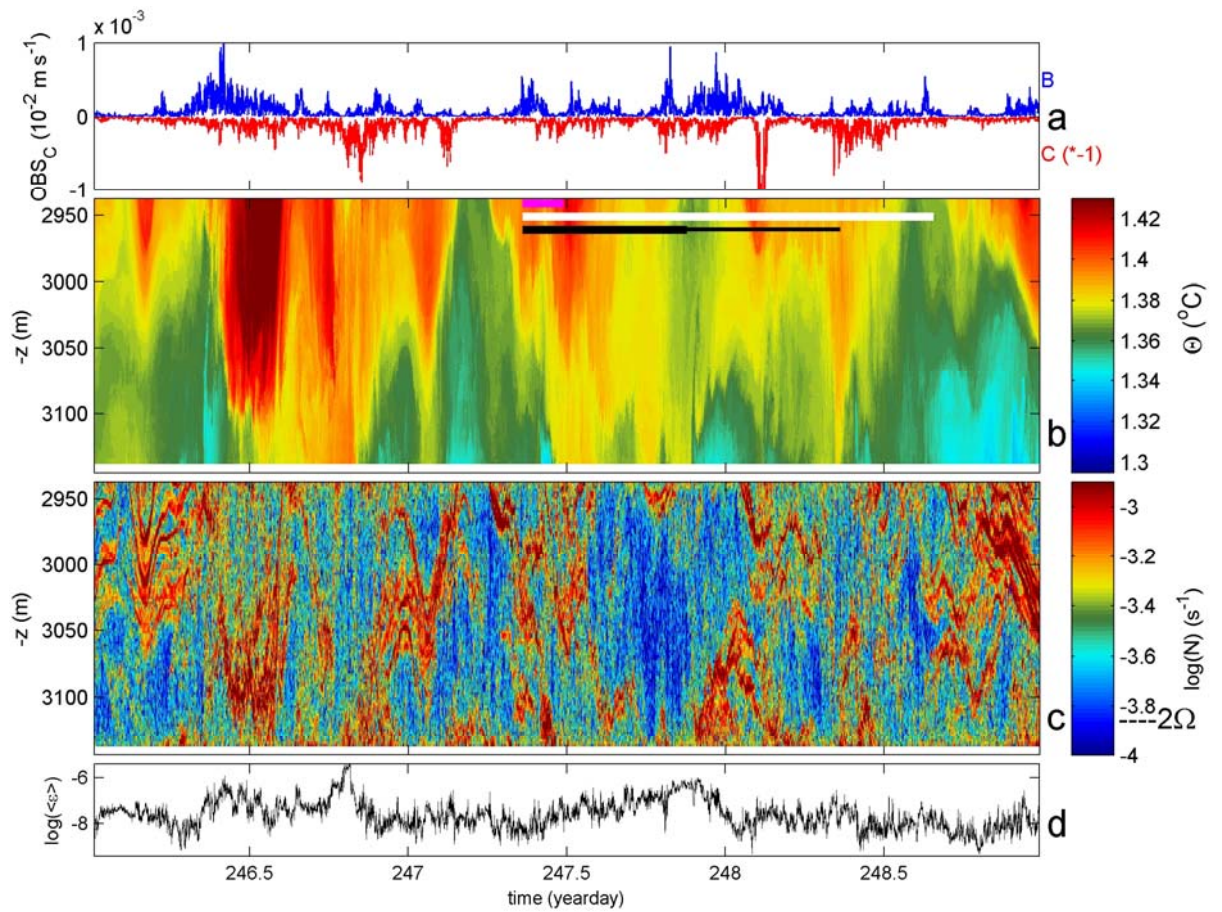 x 10⁻³
1
0
-1
OBS_C (10⁻² m s⁻¹)
B
a
C (*-1)
2950
3000
3050
3100
-z (m)
b
1.42
1.4
1.38
1.36
1.34
1.32
1.3
Θ (°C)
2950
3000
3050
3100
-z (m)
c
-3
-3.2
-3.4
-3.6
-3.8
-4
----2Ω
log(N) (s⁻¹)
-6
-8
log(<ε>)
d
246.5 247 247.5 248 248.5
time (yearday)